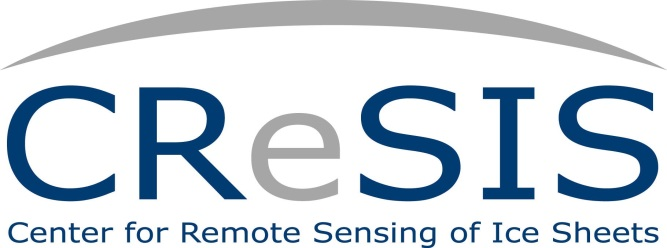 CReSIS
Center for Remote Sensing of Ice Sheets